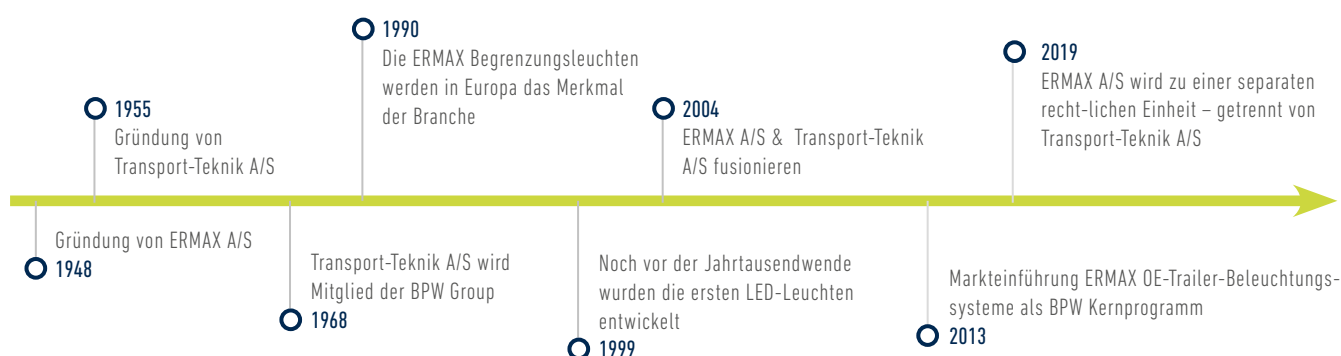 1948
Gründung von ERMAX A/S
1955
Gründung von
Transport-Teknik A/S
1968
Transport-Teknik A/S wird
Mitglied der BPW Group
1990
Die ERMAX Begrenzungsleuchten
werden in Europa das Merkmal
der Branche
1999
Noch vor der Jahrtausendwende
wurden die ersten LED-Leuchten
entwickelt
2004
ERMAX A/S & Transport-Teknik
A/S fusionieren
2013
Markteinführung ERMAX OE-Trailer-Beleuchtungs-
systeme als BPW Kernprogramm
2019
ERMAX A/S wird zu einer separaten
recht-lichen Einheit – getrennt von
Transport-Teknik A/S